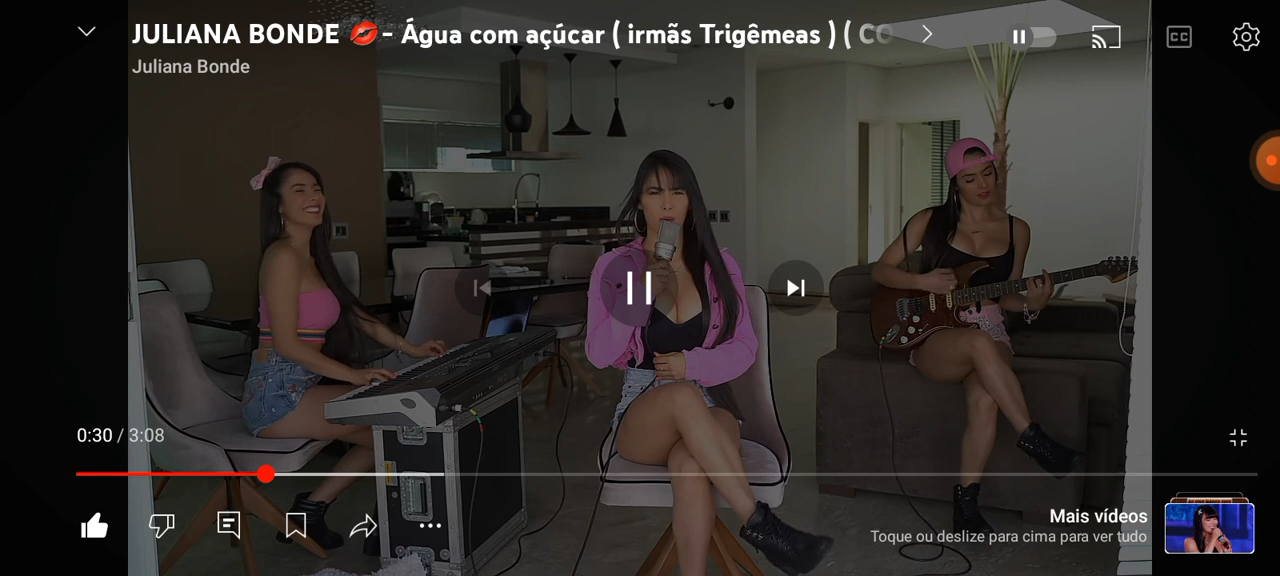 JULIANA BONDE 💋- Água com açúcar ( irmãs Trigêmeas ) ( CO
Juliana Bonde
CC
0:30 / 3:08
Mais vídeos
Toque ou deslize para cima para ver tudo